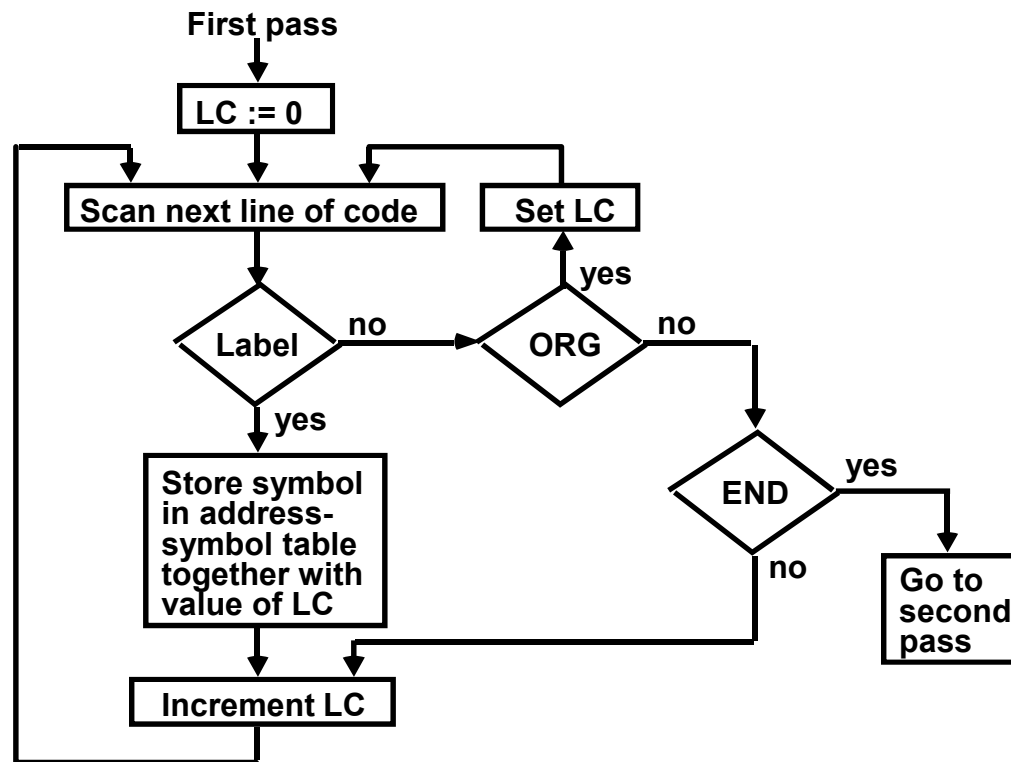 First pass
LC := 0
Scan next line of code
Set LC
yes
Label
no
ORG
no
yes
Store symbol
in address-
symbol table
together with
value of LC
END
yes
no
Go to
second
pass
Increment LC